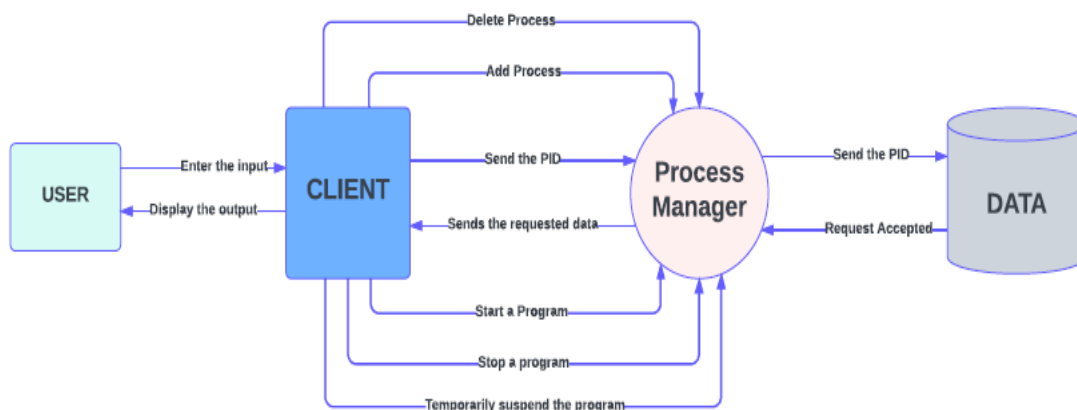 Delete Process
Add Process
Enter the input
Send the PID
Send the PID
USER
CLIENT
Process
Manager
DATA
Display the output
Sends the requested data
Request Accepted
Start a Program
Stop a program
Temporarily suspend the program